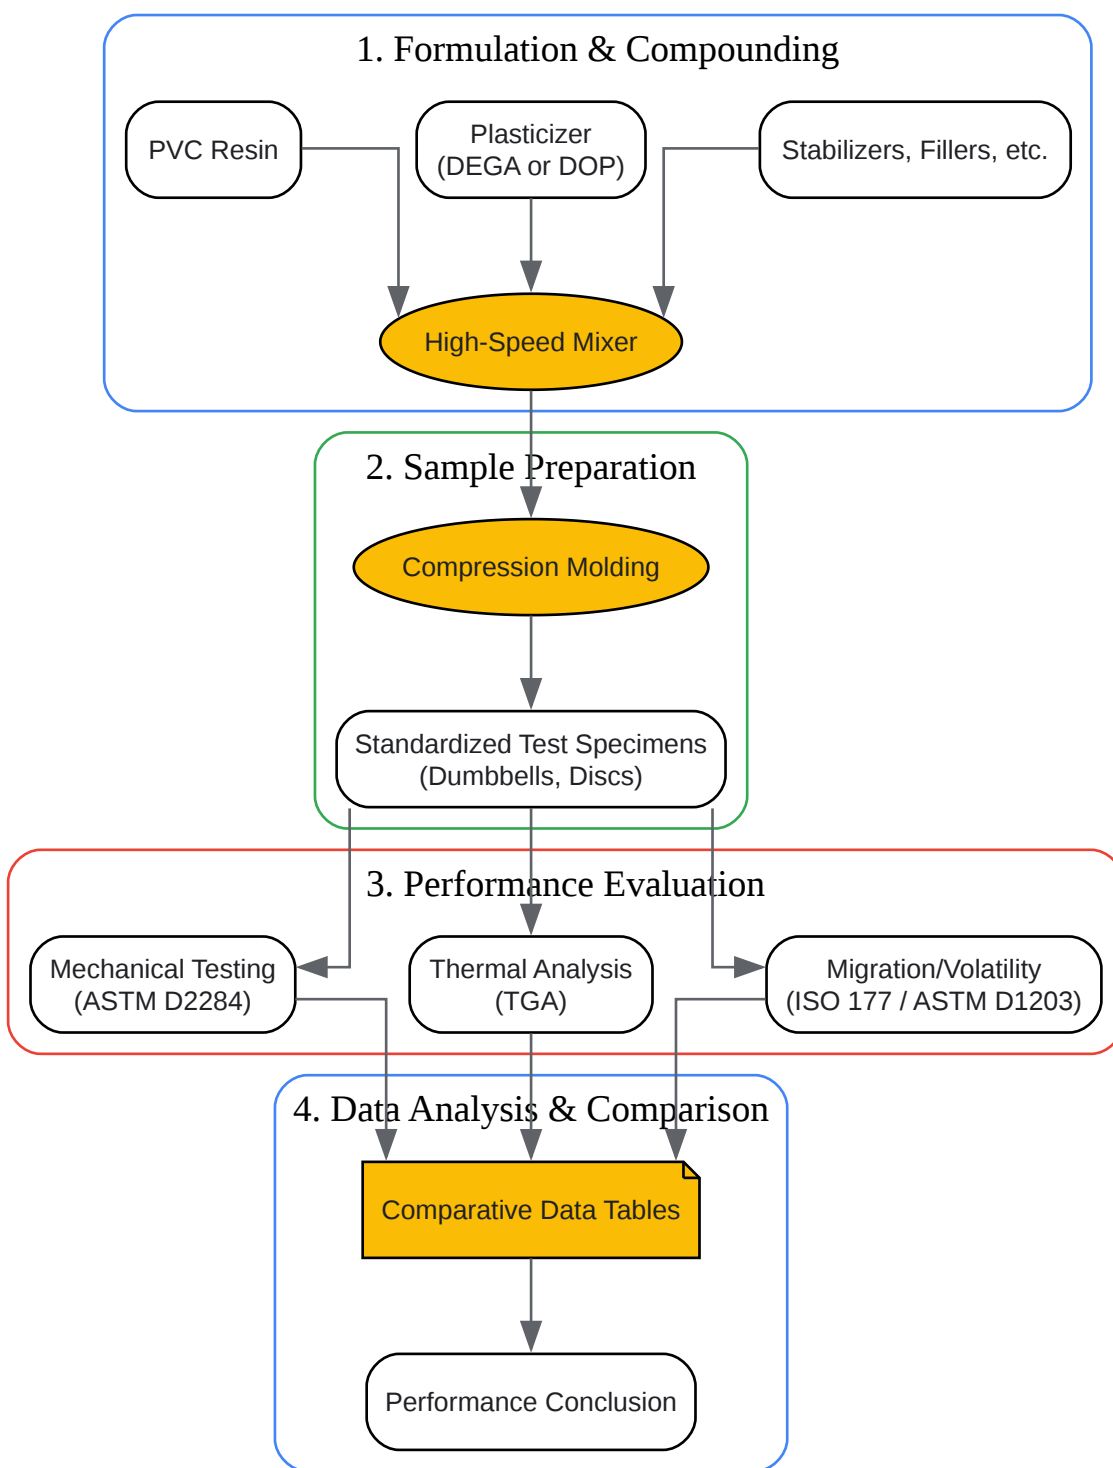 1. Formulation & Compounding
PVC Resin
Plasticizer
(DEGA or DOP)
Stabilizers, Fillers, etc.
High-Speed Mixer
2. Sample Preparation
Compression Molding
Standardized Test Specimens
(Dumbbells, Discs)
3. Performance Evaluation
Mechanical Testing
(ASTM D2284)
Thermal Analysis
(TGA)
Migration/Volatility
(ISO 177 / ASTM D1203)
4. Data Analysis & Comparison
Comparative Data Tables
Performance Conclusion